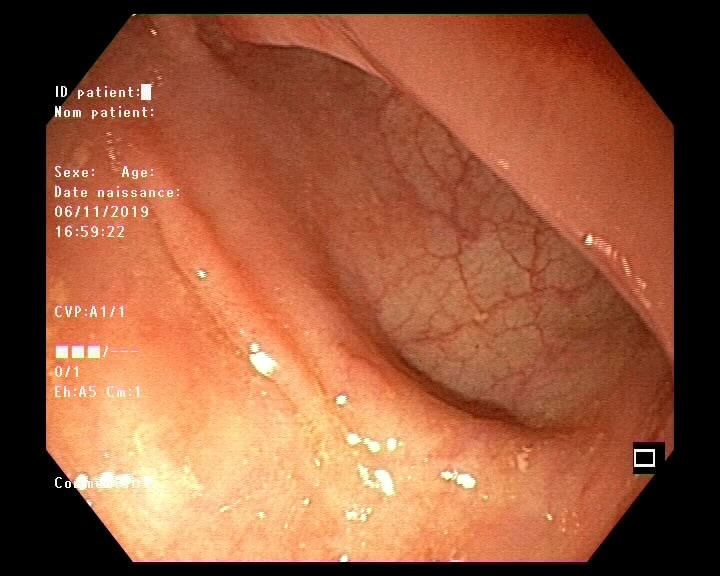 ID patient:
Nom patient:
Sexe: Age:
Date naissance:
06/11/2019
16:59:22
CVP:A1/1
/---
0/1
Eh:A5 Cm:1